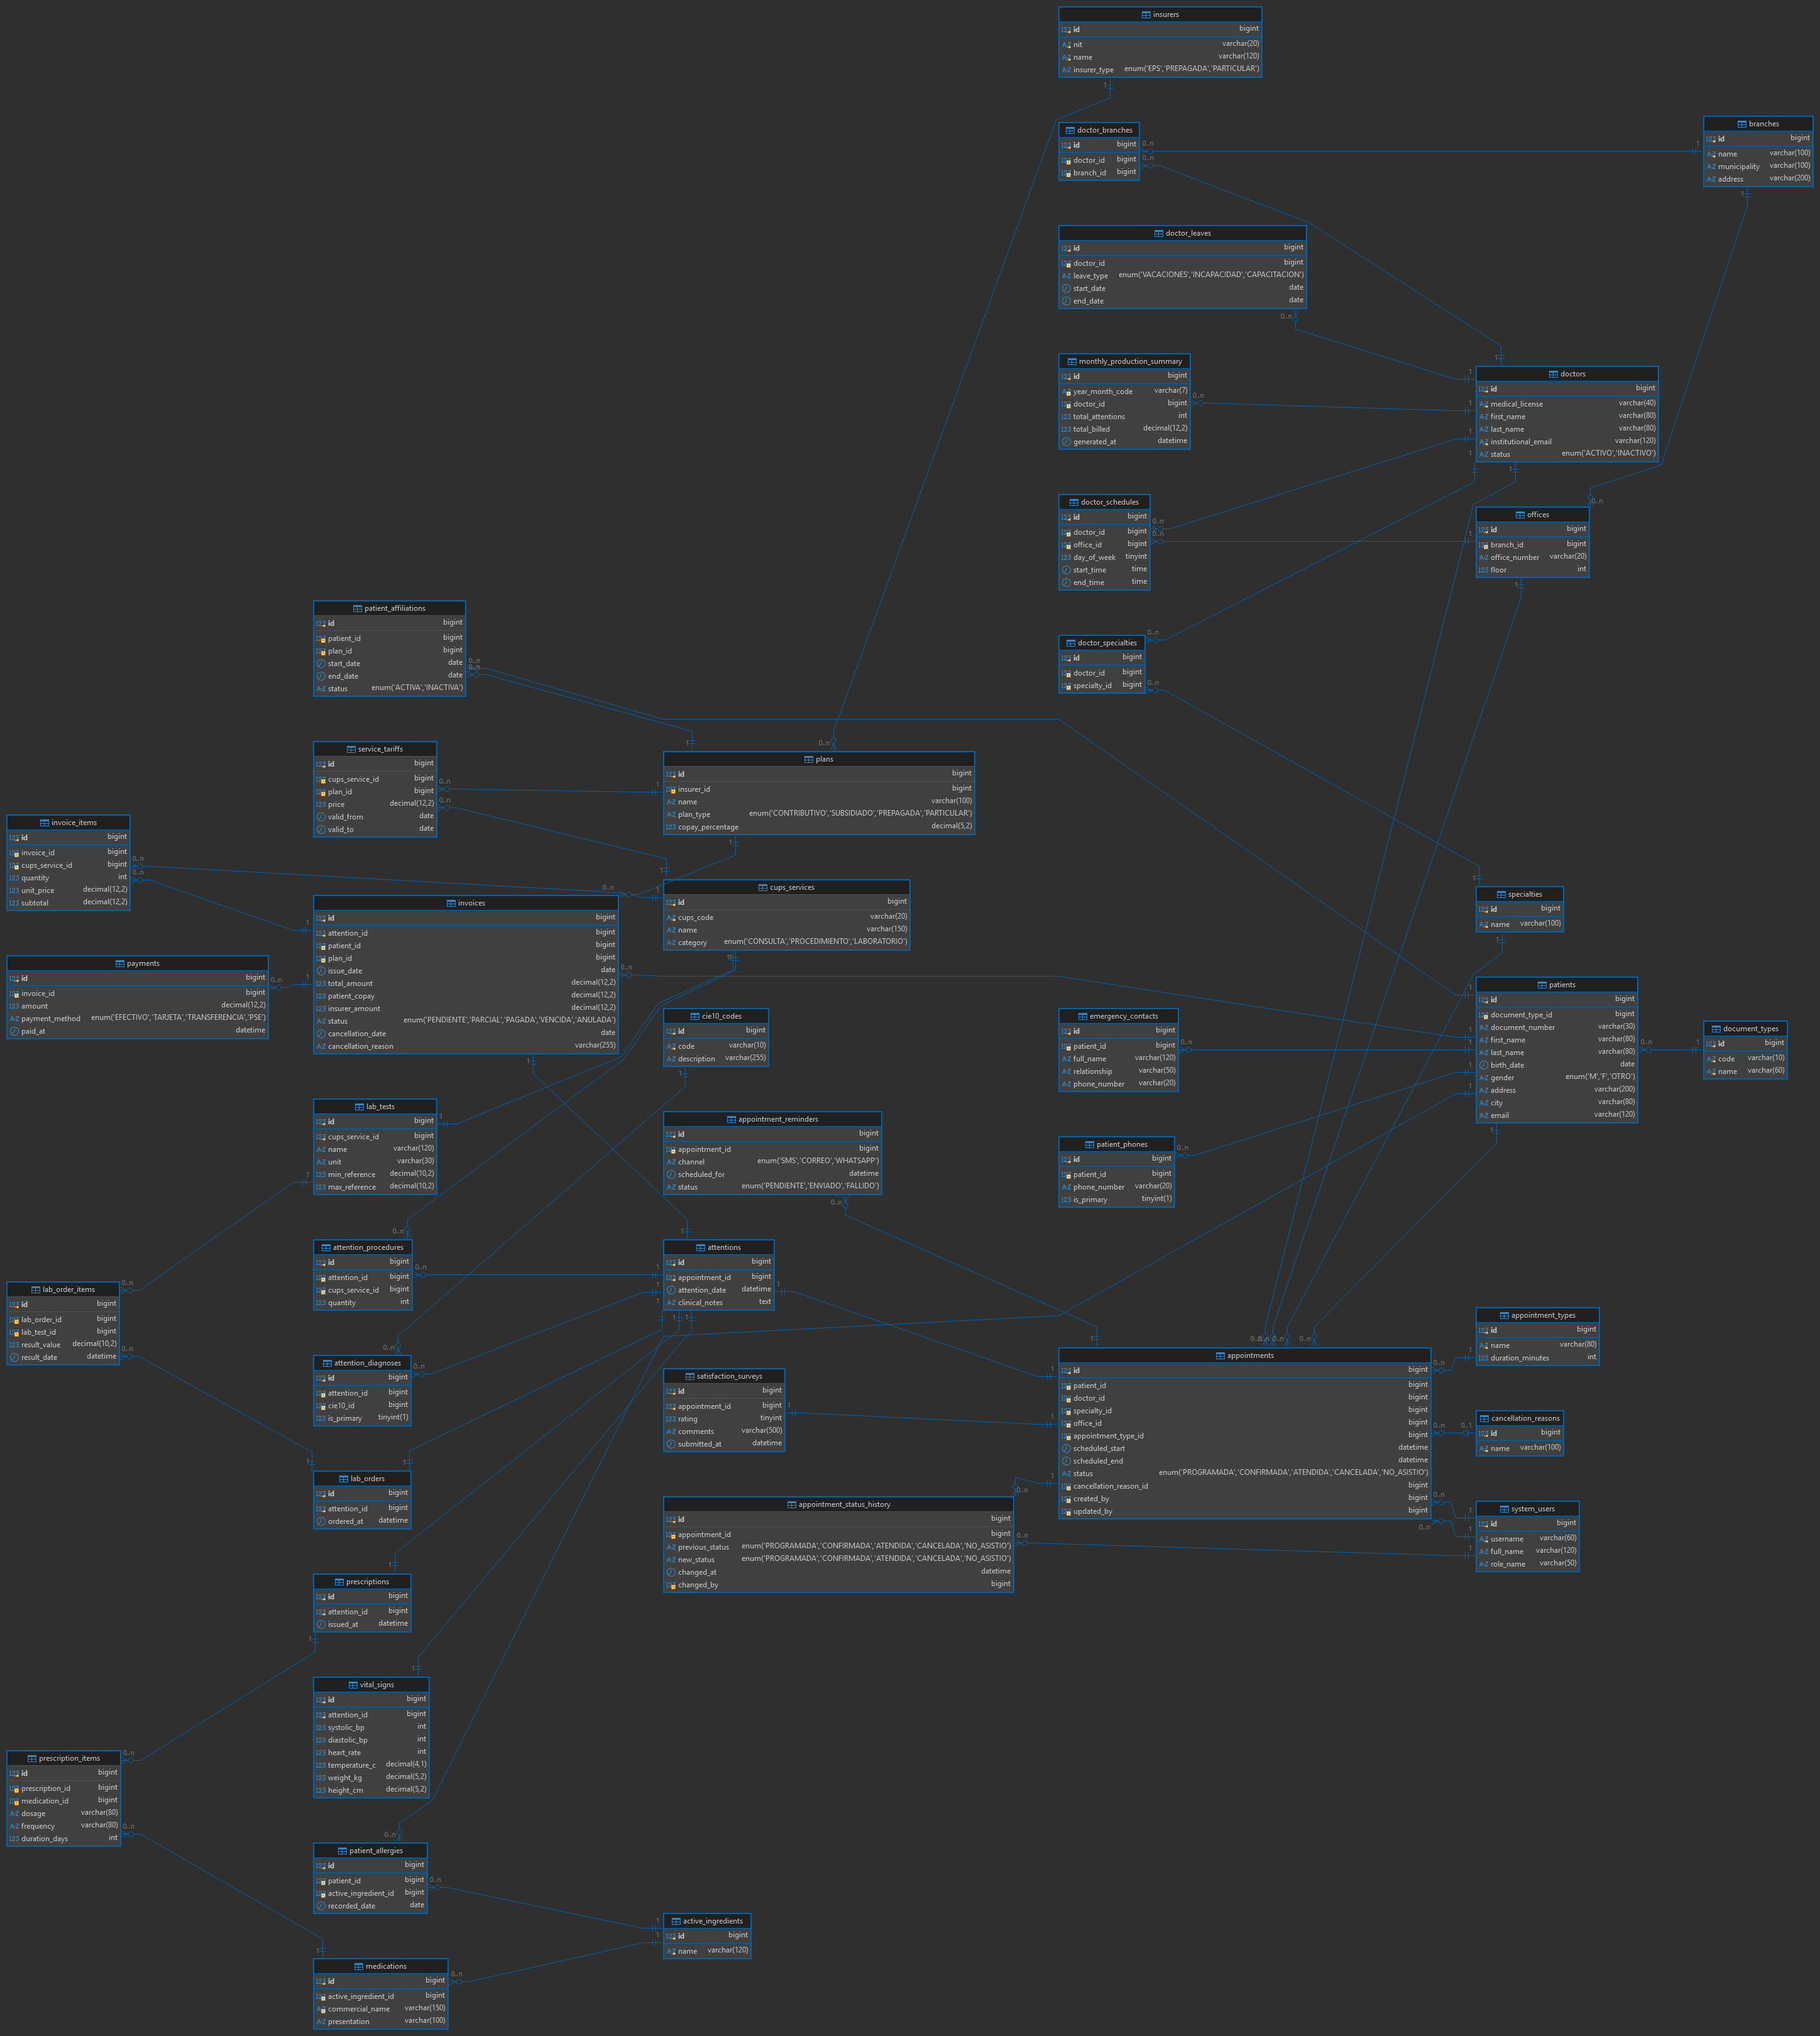 insurers
id bigint
nit varchar(20)
name varchar(120)
insurer_type enum('EPS','PREPAGADA','PARTICULAR')
doctor_branches
id bigint
doctor_id bigint
branch_id bigint
branches
id bigint
name varchar(100)
municipality varchar(100)
address varchar(200)
doctor_leaves
id bigint
doctor_id bigint
leave_type enum('VACACIONES','INCAPACIDAD','CAPACITACION')
start_date date
end_date date
monthly_production_summary
id bigint
year_month_code varchar(7)
doctor_id bigint
total_attentions int
total_billed decimal(12,2)
generated_at datetime
doctors
id bigint
medical_license varchar(40)
first_name varchar(80)
last_name varchar(80)
institutional_email varchar(120)
status enum('ACTIVO','INACTIVO')
doctor_schedules
id bigint
doctor_id bigint
office_id bigint
day_of_week tinyint
start_time time
end_time time
offices
id bigint
branch_id bigint
office_number varchar(20)
floor int
patient_affiliations
id bigint
patient_id bigint
plan_id bigint
start_date date
end_date date
status enum('ACTIVA','INACTIVA')
doctor_specialties
id bigint
doctor_id bigint
specialty_id bigint
service_tariffs
id bigint
cups_service_id bigint
plan_id bigint
price decimal(12,2)
valid_from date
valid_to date
plans
id bigint
insurer_id bigint
name varchar(100)
plan_type enum('CONTRIBUTIVO','SUBSIDIADO','PREPAGADA','PARTICULAR')
copay_percentage decimal(5,2)
invoice_items
id bigint
invoice_id bigint
cups_service_id bigint
quantity int
unit_price decimal(12,2)
subtotal decimal(12,2)
invoices
id bigint
attention_id bigint
patient_id bigint
plan_id bigint
issue_date date
total_amount decimal(12,2)
patient_copay decimal(12,2)
insurer_amount decimal(12,2)
status enum('PENDIENTE','PARCIAL','PAGADA','VENCIDA','ANULADA')
cancellation_date date
cancellation_reason varchar(255)
cups_services
id bigint
cups_code varchar(20)
name varchar(150)
category enum('CONSULTA','PROCEDIMIENTO','LABORATORIO')
specialties
id bigint
name varchar(100)
payments
id bigint
invoice_id bigint
amount decimal(12,2)
payment_method enum('EFECTIVO','TARJETA','TRANSFERENCIA','PSE')
paid_at datetime
cie10_codes
id bigint
code varchar(10)
description varchar(255)
emergency_contacts
id bigint
patient_id bigint
full_name varchar(120)
relationship varchar(50)
phone_number varchar(20)
patients
id bigint
document_type_id bigint
document_number varchar(30)
first_name varchar(80)
last_name varchar(80)
birth_date date
gender enum('M','F','OTRO')
address varchar(200)
city varchar(80)
email varchar(120)
document_types
id bigint
code varchar(10)
name varchar(60)
lab_tests
id bigint
cups_service_id bigint
name varchar(120)
unit varchar(30)
min_reference decimal(10,2)
max_reference decimal(10,2)
appointment_reminders
id bigint
appointment_id bigint
channel enum('SMS','CORREO','WHATSAPP')
scheduled_for datetime
status enum('PENDIENTE','ENVIADO','FALLIDO')
patient_phones
id bigint
patient_id bigint
phone_number varchar(20)
is_primary tinyint(1)
attention_procedures
id bigint
attention_id bigint
cups_service_id bigint
quantity int
attentions
id bigint
appointment_id bigint
attention_date datetime
clinical_notes text
lab_order_items
id bigint
lab_order_id bigint
lab_test_id bigint
result_value decimal(10,2)
result_date datetime
attention_diagnoses
id bigint
attention_id bigint
cie10_id bigint
is_primary tinyint(1)
satisfaction_surveys
id bigint
appointment_id bigint
rating tinyint
comments varchar(500)
submitted_at datetime
appointments
id bigint
patient_id bigint
doctor_id bigint
specialty_id bigint
office_id bigint
appointment_type_id bigint
scheduled_start datetime
scheduled_end datetime
status enum('PROGRAMADA','CONFIRMADA','ATENDIDA','CANCELADA','NO_ASISTIO')
cancellation_reason_id bigint
created_by bigint
updated_by bigint
appointment_types
id bigint
name varchar(80)
duration_minutes int
cancellation_reasons
id bigint
name varchar(100)
system_users
id bigint
username varchar(60)
full_name varchar(120)
role_name varchar(50)
lab_orders
id bigint
attention_id bigint
ordered_at datetime
appointment_status_history
id bigint
appointment_id bigint
previous_status enum('PROGRAMADA','CONFIRMADA','ATENDIDA','CANCELADA','NO_ASISTIO')
new_status enum('PROGRAMADA','CONFIRMADA','ATENDIDA','CANCELADA','NO_ASISTIO')
changed_at datetime
changed_by bigint
prescriptions
id bigint
attention_id bigint
issued_at datetime
vital_signs
id bigint
attention_id bigint
systolic_bp int
diastolic_bp int
heart_rate int
temperature_c decimal(4,1)
weight_kg decimal(5,2)
height_cm decimal(5,2)
prescription_items
id bigint
prescription_id bigint
medication_id bigint
dosage varchar(80)
frequency varchar(80)
duration_days int
patient_allergies
id bigint
patient_id bigint
active_ingredient_id bigint
recorded_date date
active_ingredients
id bigint
name varchar(120)
medications
id bigint
active_ingredient_id bigint
commercial_name varchar(150)
presentation varchar(100)